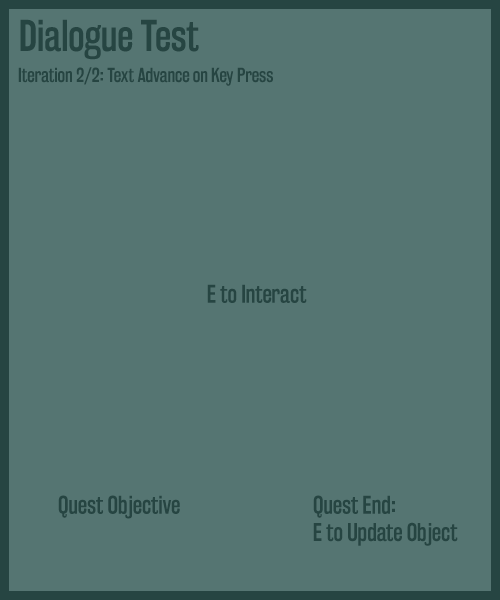 Dialogue Test
Iteration 2/2: Text Advance on Key Press
E to Interact
Quest Objective
Quest End:
E to Update Object